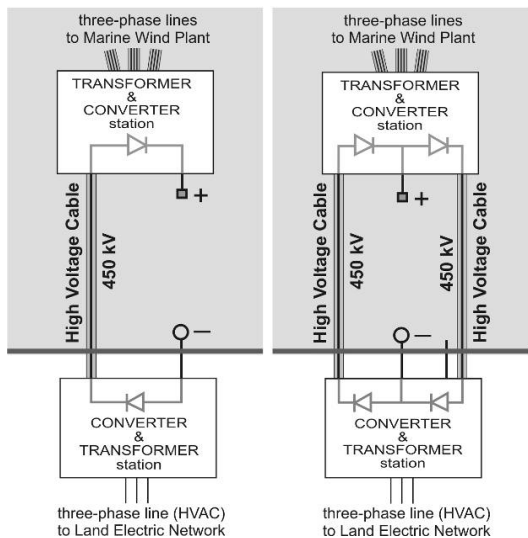 three-phase lines
to Marine Wind Plant
TRANSFORMER
&
CONVERTER
station
+
High Voltage Cable
450 kV
−
CONVERTER
&
TRANSFORMER
station
three-phase line (HVAC)
to Land Electric Network
three-phase lines
to Marine Wind Plant
TRANSFORMER
&
CONVERTER
station
+
High Voltage Cable
450 kV
450 kV
High Voltage Cable
−
CONVERTER
&
TRANSFORMER
station
three-phase line (HVAC)
to Land Electric Network